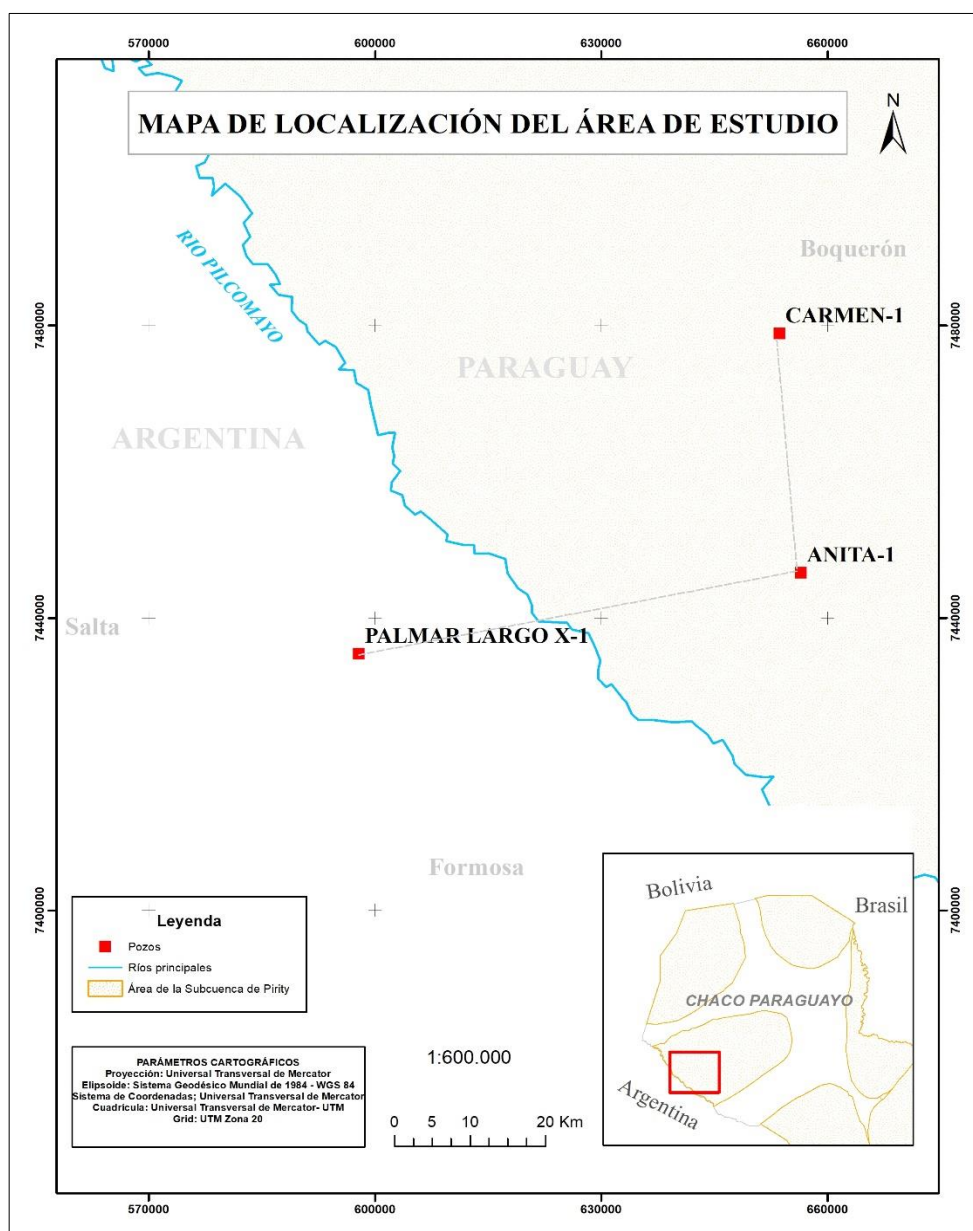 570000 600000 630000 660000
MAPA DE LOCALIZACIÓN DEL ÁREA DE ESTUDIO
N
RIO PILCOMAYO
Boquerón
7480000
7480000
CARMEN-1
PARAGUAY
ARGENTINA
ANITA-1
7440000
7440000
Salta
PALMAR LARGO X-1
Formosa
7400000
7400000
Leyenda
Pozos
Ríos principales
Área de la Subcuenca de Pirity
PARÁMETROS CARTOGRÁFICOS
Proyección: Universal Transversal de Mercator
Elipsoide: Sistema Geodésico Mundial de 1984 - WGS 84
Sistema de Coordenadas; Universal Transversal de Mercator
Cuadricula: Universal Transversal de Mercator- UTM
Grid: UTM Zona 20
1:600.000
0 5 10 20 Km
Bolivia
Brasil
CHACO PARAGUAYO
Argentina
570000 600000 630000 660000